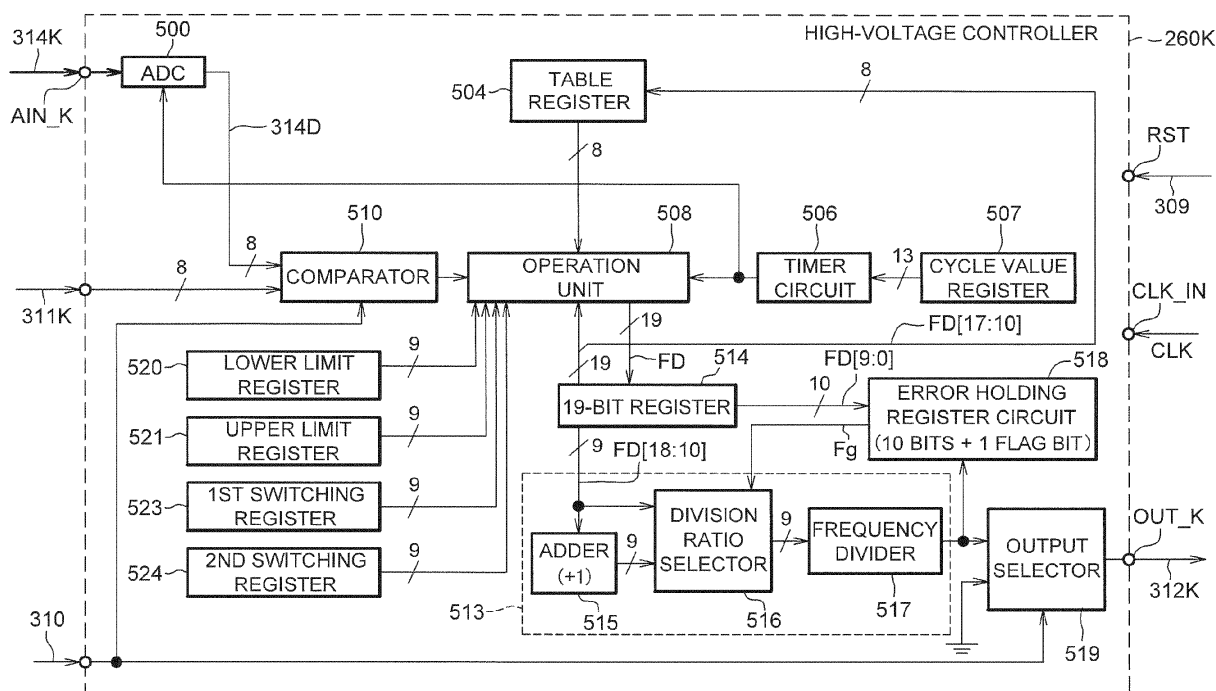 HIGH-VOLTAGE CONTROLLER
260K
314K
AIN_K
500
ADC
314D
504
TABLE
REGISTER
8
8
RST
309
510
508
506
507
8
COMPARATOR
OPERATION
UNIT
TIMER
CIRCUIT
13
CYCLE VALUE
REGISTER
311K
8
CLK_IN
CLK
19
FD
FD[17:10]
19
514
19-BIT REGISTER
FD[9:0]
10
518
ERROR HOLDING
REGISTER CIRCUIT
(10 BITS + 1 FLAG BIT)
Fg
520
LOWER LIMIT
REGISTER
9
521
UPPER LIMIT
REGISTER
9
9
FD[18:10]
523
1ST SWITCHING
REGISTER
9
524
2ND SWITCHING
REGISTER
9
513
ADDER
(+1)
515
9
DIVISION
RATIO
SELECTOR
516
9
FREQUENCY
DIVIDER
517
OUTPUT
SELECTOR
519
OUT_K
312K
310